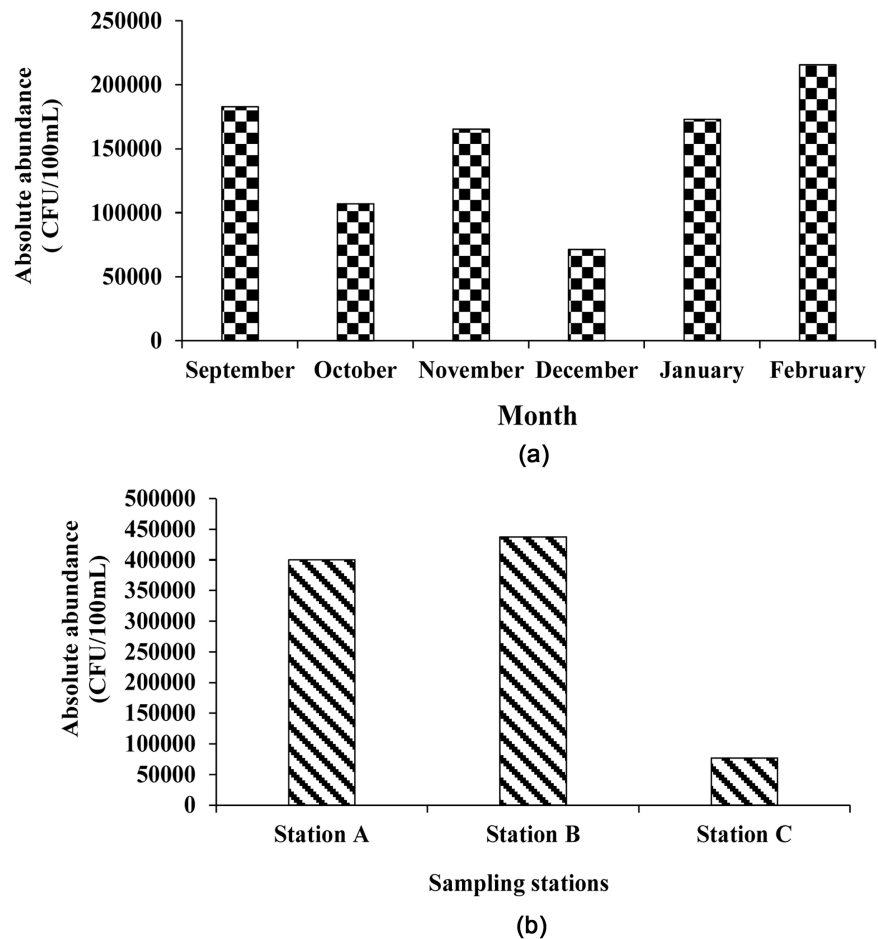 250000
200000
150000
100000
50000
0
Absolute abundance
( CFU/100mL)
September October November December January February
Month
(a)
500000
450000
400000
350000
300000
250000
200000
150000
100000
50000
0
Absolute abundance
(CFU/100mL)
Station A Station B Station C
Sampling stations
(b)